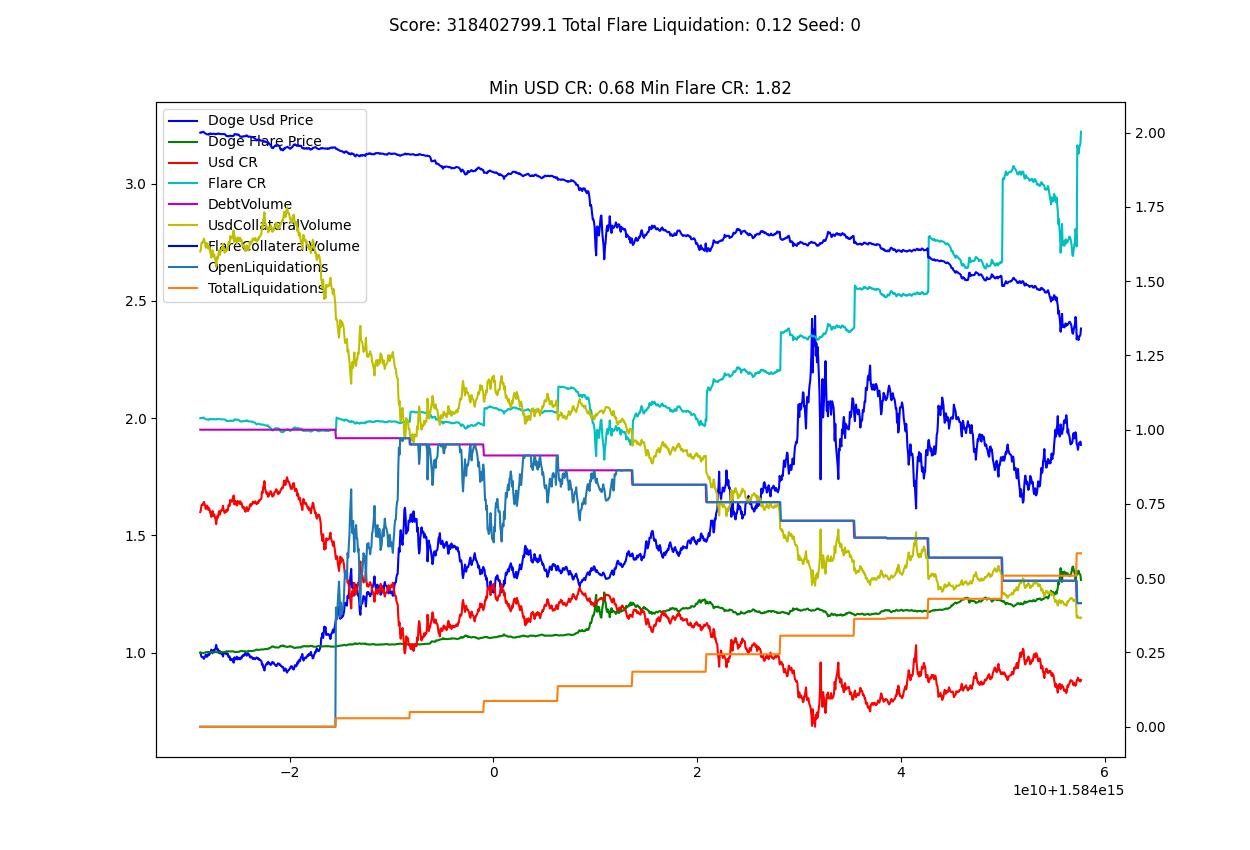 Score: 318402799.1 Total Flare Liquidation: 0.12 Seed: 0
Min USD CR: 0.68 Min Flare CR: 1.82
Doge Usd Price
Doge Flare Price
Usd CR
Flare CR
DebtVolume
UsdCollateralVolume
FlareCollateralVolume
OpenLiquidations
TotalLiquidations
3.0
2.5
2.0
1.5
1.0
2.00
1.75
1.50
1.25
1.00
0.75
0.50
0.25
0.00
−2
0
2
4
6
1e10+1.584e15